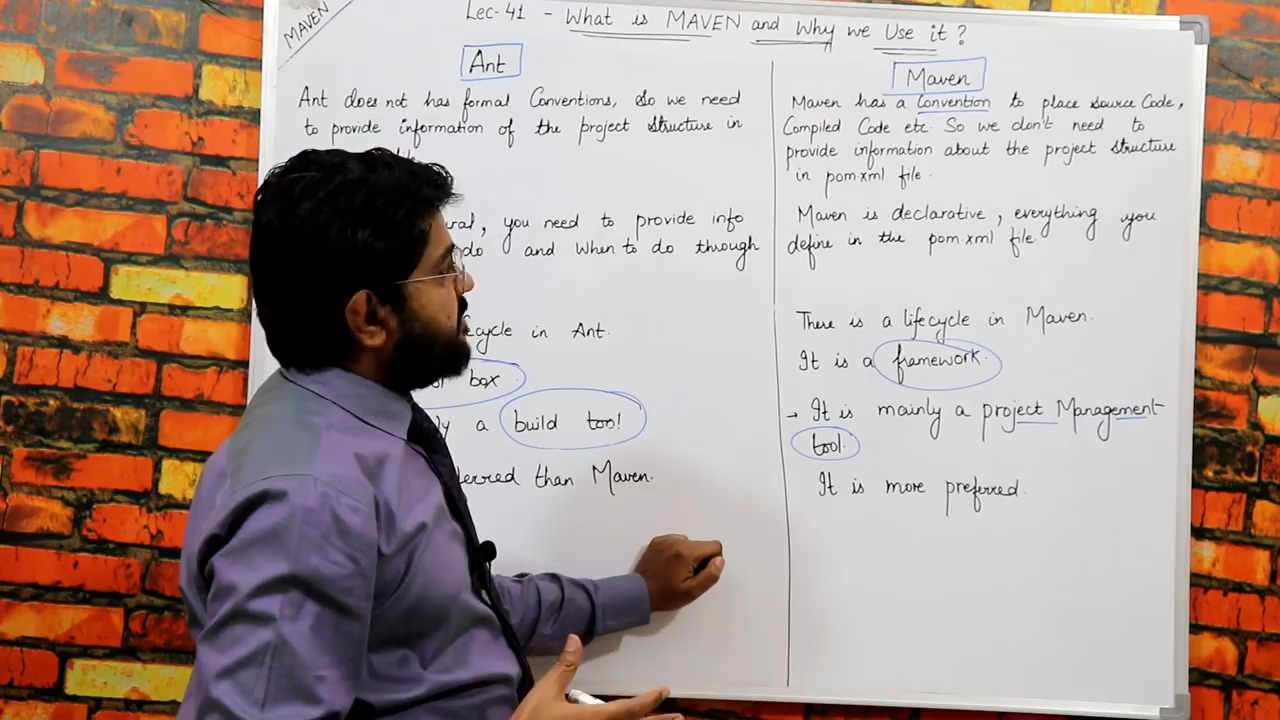 MAVEN
Lec-41 - What is MAVEN and Why we Use it ?
Ant
Ant does not has formal Conventions, So we need
to provide information of the project Structure in
you need to provide info
do and When to do through
in Ant.
box
a build tool
than Maven.
Maven
Maven has a Convention to place source Code,
Compiled Code etc. So we don't need to
provide information about the project structure
in pom.xml file.
Maven is declarative, everything you
define in the pom.xml file.
There is a lifecycle in Maven.
It is a framework.
→ It is mainly a project Management
tool.
It is more preferred.